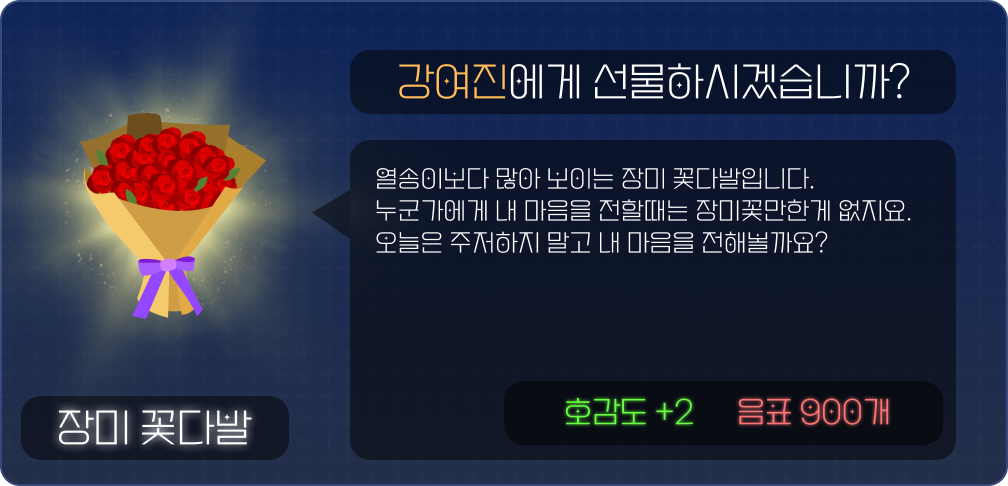 강여진에게 선물하시겠습니까?
열송이보다 많아 보이는 장미 꽃다발입니다.
누군가에게 내 마음을 전할때는 장미꽃만한게 없지요.
오늘은 주저하지 말고 내 마음을 전해볼까요?
호감도 +2 음표 900개
장미 꽃다발